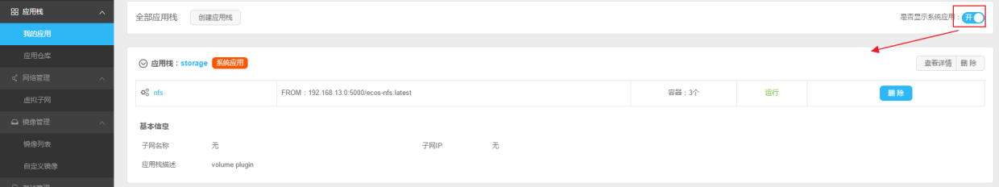 应用栈
我的应用
应用仓库
网络管理
虚拟子网
镜像管理
镜像列表
自定义镜像
全部应用栈 创建应用栈 是否显示系统应用：开
应用栈：storage 系统应用 查看详情 删 除
nfs FROM：192.168.13.0:5000/ecos-nfs:latest 容器：3个 运行 删 除
基本信息
子网名称 无 子网IP 无
应用栈描述 volume plugin